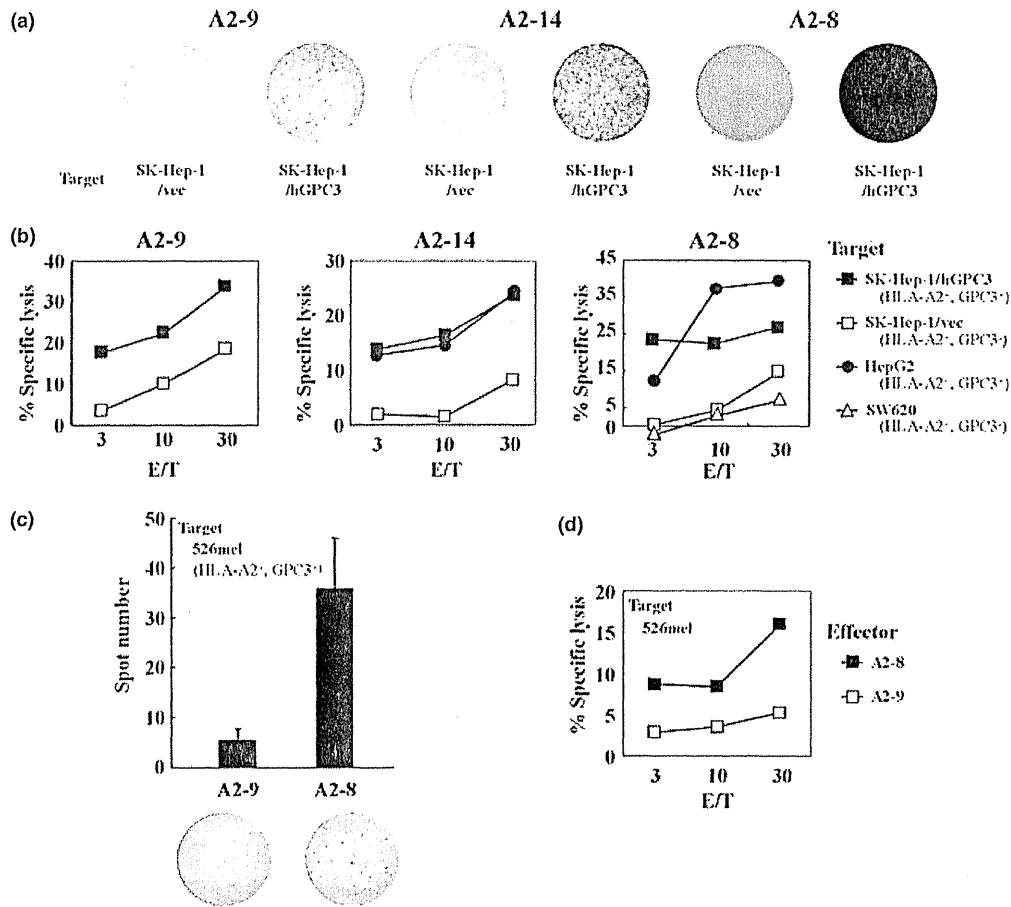 (a)
A2-9 A2-14 A2-8
Target
SK-Hep-1
/vec
SK-Hep-1
/hGPC3
SK-Hep-1
/vec
SK-Hep-1
/hGPC3
SK-Hep-1
/vec
SK-Hep-1
/hGPC3
(b)
A2-9
% Specific lysis
40
30
20
10
0
3 10 30
E/T
A2-14
% Specific lysis
30
20
10
0
3 10 30
E/T
A2-8
% Specific lysis
45
35
25
15
5
0
3 10 30
E/T
Target
SK-Hep-1/hGPC3
(HLA-A2⁺, GPC3⁺)
SK-Hep-1/vec
(HLA-A2⁺, GPC3
HepG2
(HLA-A2⁺, GPC3⁺)
SW620
(HLA-A2⁺, GPC3
(c)
Target
526mel
(HLA-A2⁺, GPC3⁺)
Spot number
50
40
30
20
10
0
A2-9 A2-8
(d)
Target
526mel
% Specific lysis
20
15
10
5
0
3 10 30
E/T
Effector
A2-8
A2-9